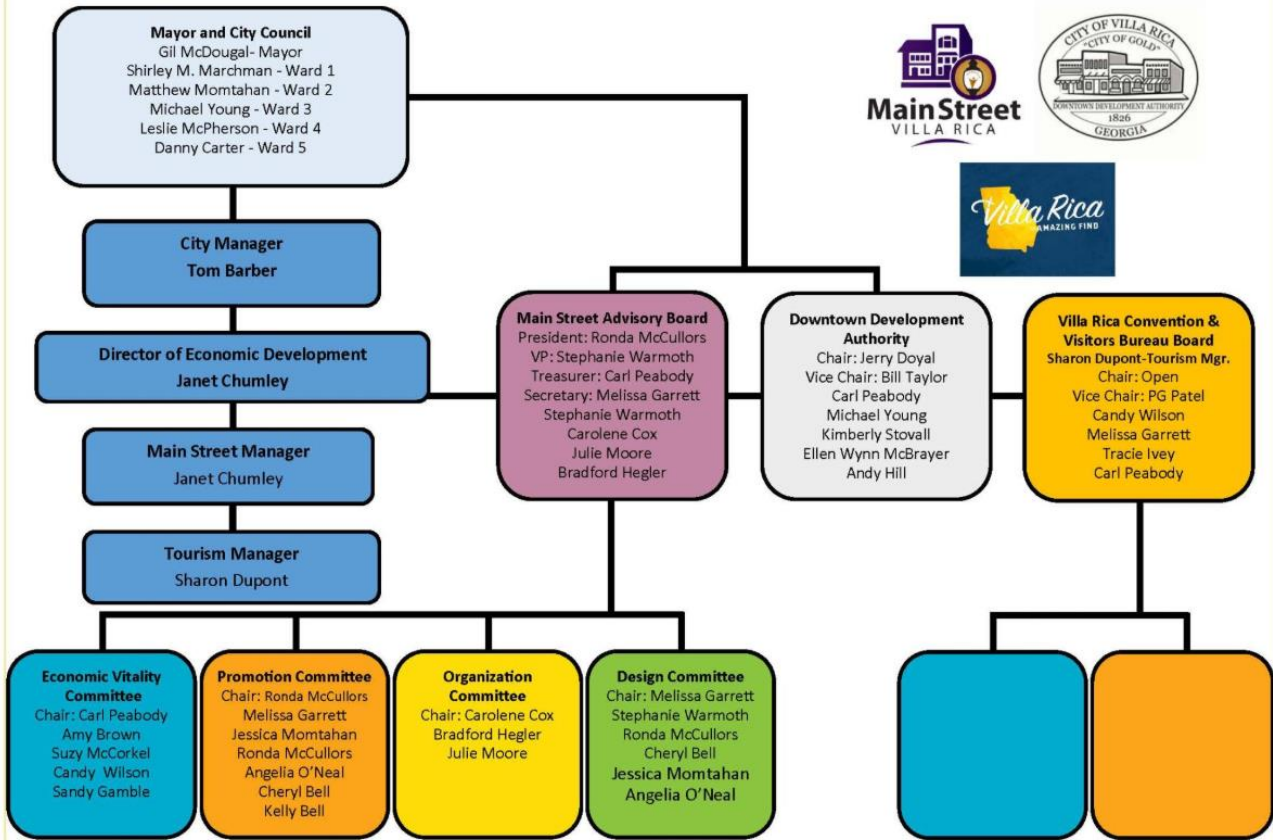 Mayor and City Council
Gil McDougal- Mayor
Shirley M. Marchman - Ward 1
Matthew Momtahan - Ward 2
Michael Young - Ward 3
Leslie McPherson - Ward 4
Danny Carter - Ward 5
Main Street
VILLA RICA
CITY OF VILLA RICA
"CITY OF GOLD"
DOWNTOWN DEVELOPMENT AUTHORITY
1826
GEORGIA
Villa Rica
AMAZING FIND
City Manager
Tom Barber
Director of Economic Development
Janet Chumley
Main Street Manager
Janet Chumley
Tourism Manager
Sharon Dupont
Main Street Advisory Board
President: Ronda McCullors
VP: Stephanie Warmoth
Treasurer: Carl Peabody
Secretary: Melissa Garrett
Stephanie Warmoth
Carolene Cox
Julie Moore
Bradford Hegler
Downtown Development
Authority
Chair: Jerry Doyal
Vice Chair: Bill Taylor
Carl Peabody
Michael Young
Kimberly Stovall
Ellen Wynn McBrayer
Andy Hill
Villa Rica Convention &
Visitors Bureau Board
Sharon Dupont-Tourism Mgr.
Chair: Open
Vice Chair: PG Patel
Candy Wilson
Melissa Garrett
Tracie Ivey
Carl Peabody
Economic Vitality
Committee
Chair: Carl Peabody
Amy Brown
Suzy McCorkel
Candy Wilson
Sandy Gamble
Promotion Committee
Chair: Ronda McCullors
Melissa Garrett
Jessica Momtahan
Ronda McCullors
Angelia O'Neal
Cheryl Bell
Kelly Bell
Organization
Committee
Chair: Carolene Cox
Bradford Hegler
Julie Moore
Design Committee
Chair: Melissa Garrett
Stephanie Warmoth
Ronda McCullors
Cheryl Bell
Jessica Momtahan
Angelia O'Neal